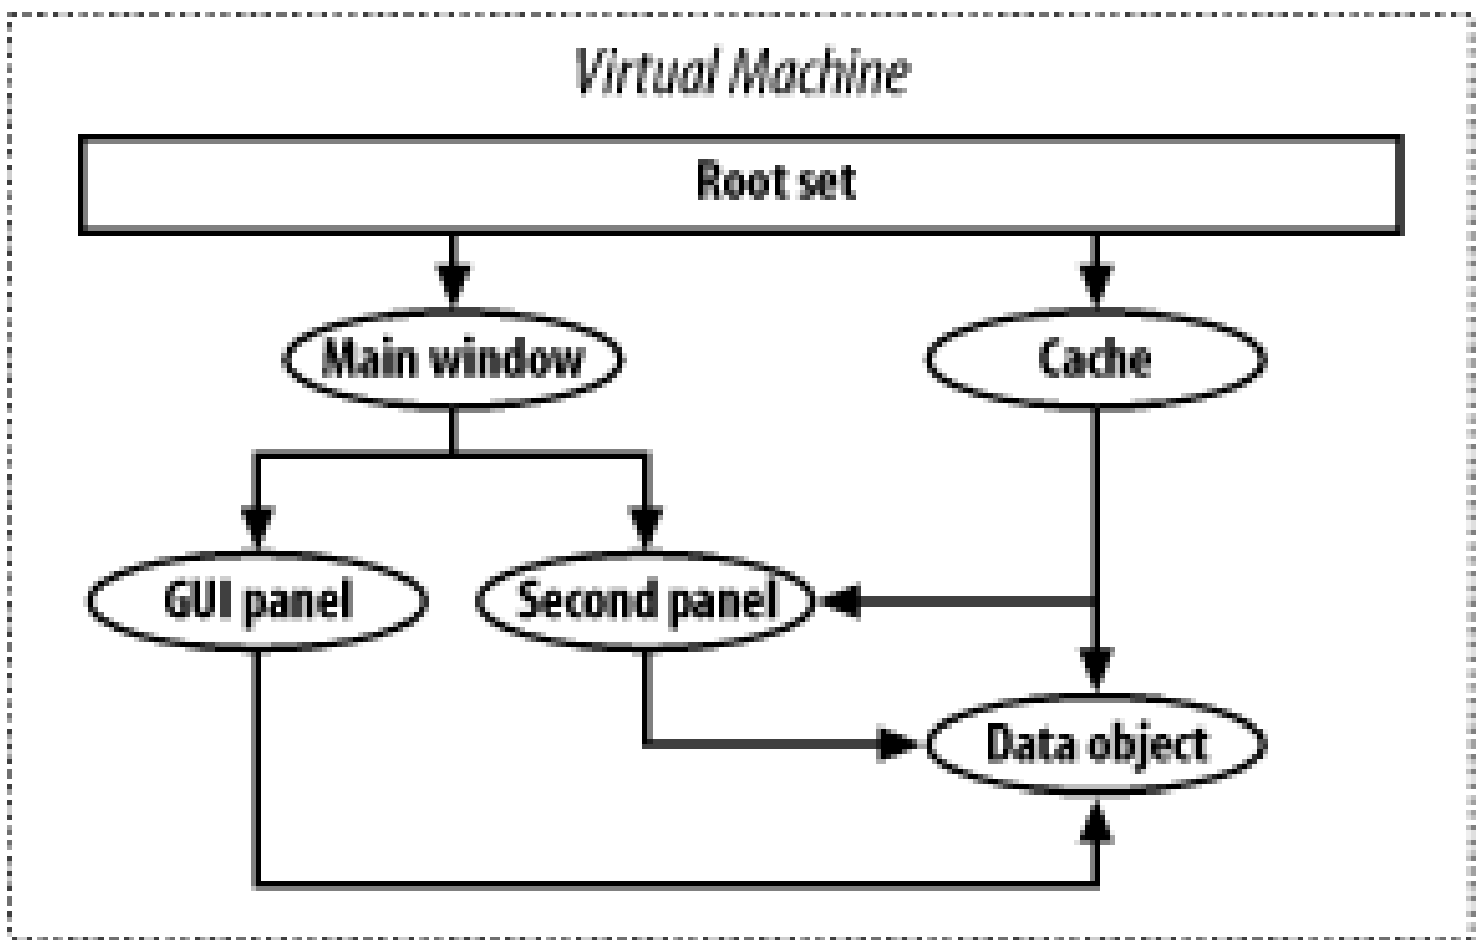 Virtual Machine
Root set
Main window
Cache
GUI panel
Second panel
Data object